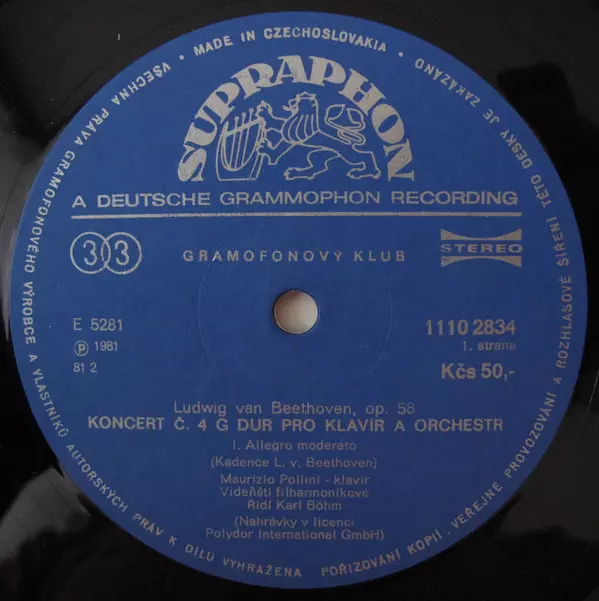 VŠECHNA PRÁVA GRAMOFONOVÉHO VÝROBCE A VLASTNÍKŮ AUTORSKÝCH PRÁV K DÍLU VYHRAŽENA
• MADE IN CZECHOSLOVAKIA •
POŘIZOVÁNÍ KOPIÍ, VEŘEJNÉ PROVOZOVÁNÍ A ROZHLASOVÉ ŠÍŘENÍ TÉTO DESKY JE ZAKÁZÁNO
SUPRAPHON
A DEUTSCHE GRAMMOPHON RECORDING
33
GRAMOFONOVÝ KLUB
STEREO
E 5281
1110 2834
Ⓟ 1981
1. strana
81 2
Kčs 50,-
Ludwig van Beethoven, op. 58
KONCERT Č. 4 G DUR PRO KLAVÍR A ORCHESTR
I. Allegro moderato
(Kadence L. v. Beethoven)
Maurizio Pollini - klavír
Vídeňští filharmonikové
Řídí Karl Böhm
(Nahrávky v licenci
Polydor International GmbH)